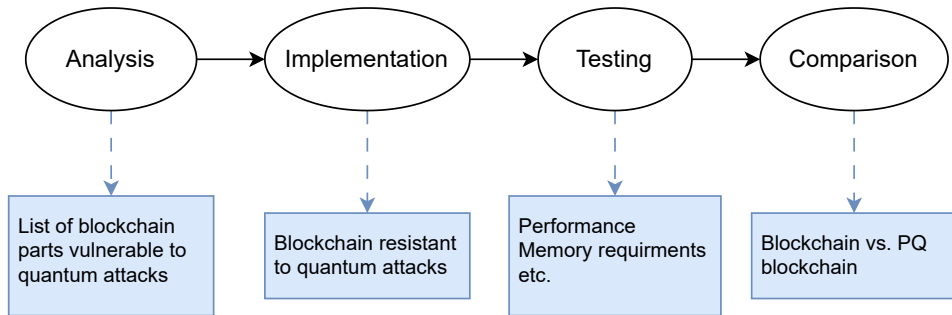 Analysis
Implementation
Testing
Comparison
List of blockchain
parts vulnerable to
quantum attacks
Blockchain resistant
to quantum attacks
Performance
Memory requirments
etc.
Blockchain vs. PQ
blockchain